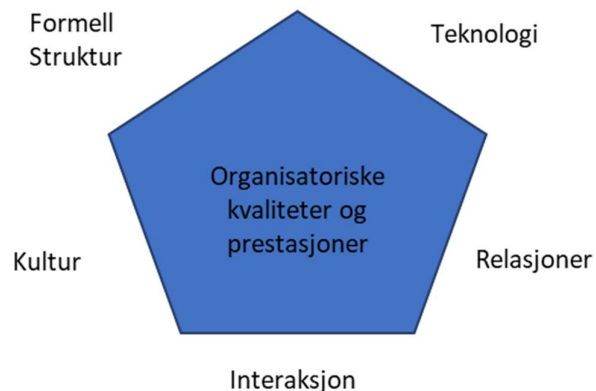 Formell
Struktur
Teknologi
Organisatoriske
kvaliteter og
prestasjoner
Kultur
Relasjoner
Interaksjon